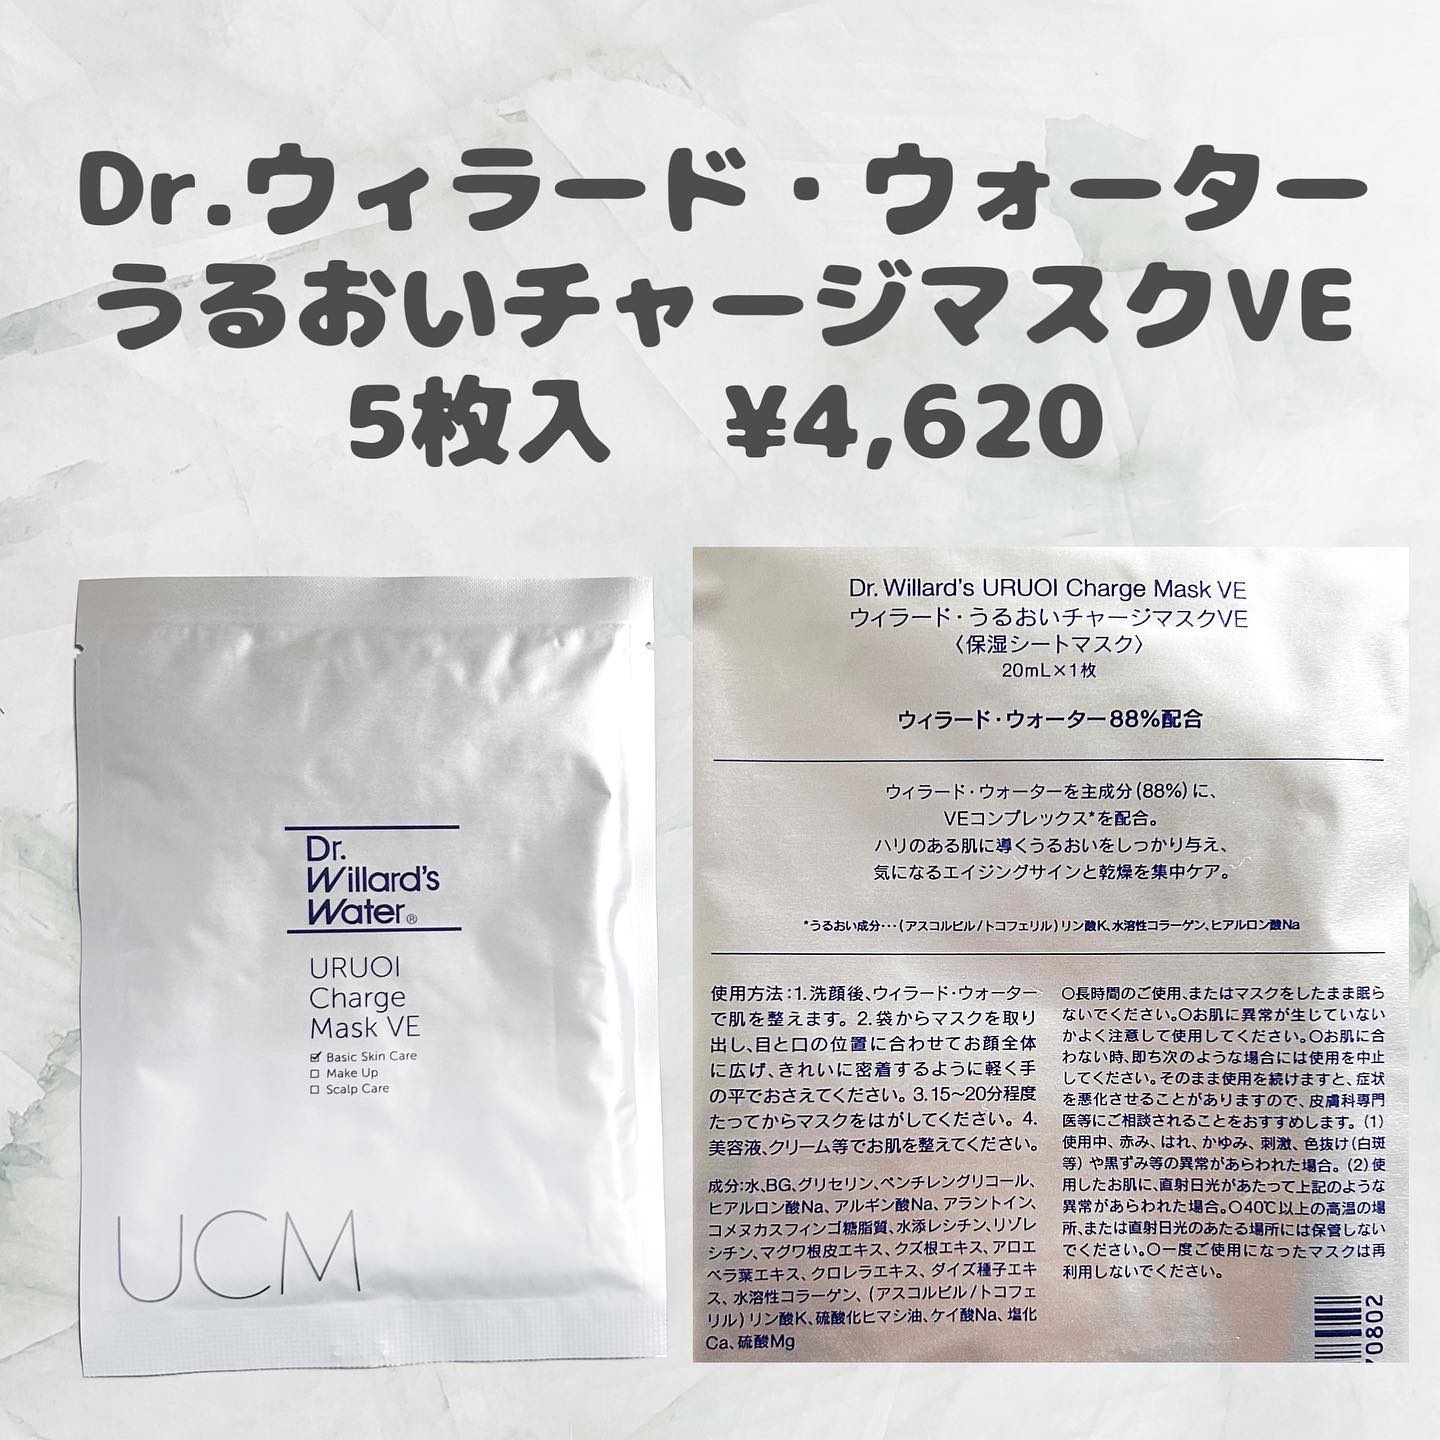 Dr.ウィラード・ウォーター
うるおいチャージマスクVE
5枚入　¥4,620
Dr.
Willard's
Water®
URUOI
Charge
Mask VE
☑ Basic Skin Care
□ Make Up
□ Scalp Care
UCM
Dr. Willard's URUOI Charge Mask VE
ウィラード・うるおいチャージマスクVE
〈保湿シートマスク〉
20mL×1枚
ウィラード・ウォーター88%配合
ウィラード・ウォーターを主成分(88%)に、
VEコンプレックス*を配合。
ハリのある肌に導くうるおいをしっかり与え、
気になるエイジングサインと乾燥を集中ケア。
*うるおい成分･･･(アスコルビル/トコフェリル)リン酸K、水溶性コラーゲン、ヒアルロン酸Na
使用方法:1.洗顔後、ウィラード・ウォーター
で肌を整えます。2.袋からマスクを取り
出し、目と口の位置に合わせてお顔全体
に広げ、きれいに密着するように軽く手
の平でおさえてください。3.15〜20分程度
たってからマスクをはがしてください。4.
美容液、クリーム等でお肌を整えてください。
成分:水、BG、グリセリン、ペンチレングリコール、
ヒアルロン酸Na、アルギン酸Na、アラントイン、
コメヌカスフィンゴ糖脂質、水添レシチン、リゾレ
シチン、マグワ根皮エキス、クズ根エキス、アロエ
ベラ葉エキス、クロレラエキス、ダイズ種子エキ
ス、水溶性コラーゲン、(アスコルビル/トコフェ
リル)リン酸K、硫酸化ヒマシ油、ケイ酸Na、塩化
Ca、硫酸Mg
○長時間のご使用、またはマスクをしたまま眠ら
ないでください。○お肌に異常が生じていない
かよく注意して使用してください。○お肌に合
わない時、即ち次のような場合には使用を中止
してください。そのまま使用を続けますと、症状
を悪化させることがありますので、皮膚科専門
医等にご相談されることをおすすめします。(1)
使用中、赤み、はれ、かゆみ、刺激、色抜け(白斑
等)や黒ずみ等の異常があらわれた場合。(2)使
用したお肌に、直射日光があたって上記のような
異常があらわれた場合。○40℃以上の高温の場
所、または直射日光のあたる場所には保管しない
でください。○一度ご使用になったマスクは再
利用しないでください。
70802